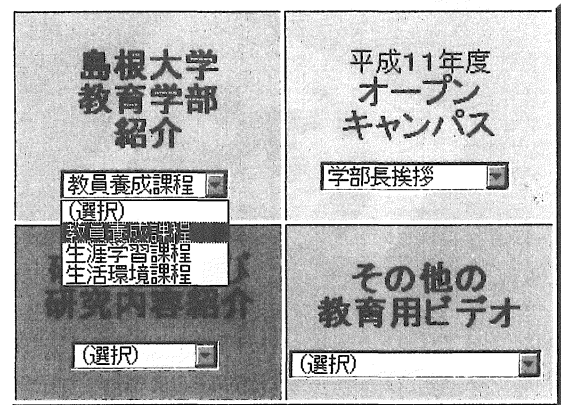 島根大学
教育学部
紹介
教員養成課程
(選択)
教員養成課程
生涯学習課程
生活環境課程
研究内容紹介
(選択)
平成11年度
オープン
キャンパス
学部長挨拶
その他の
教育用ビデオ
(選択)